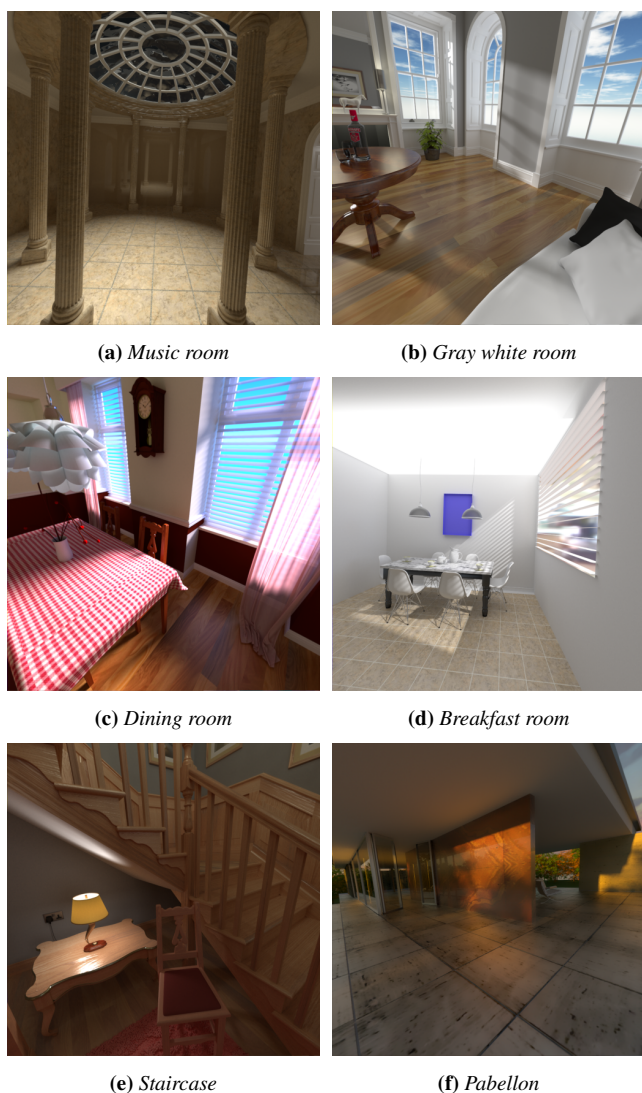 (a) Music room
(b) Gray white room
(c) Dining room
(d) Breakfast room
(e) Staircase
(f) Pabellon